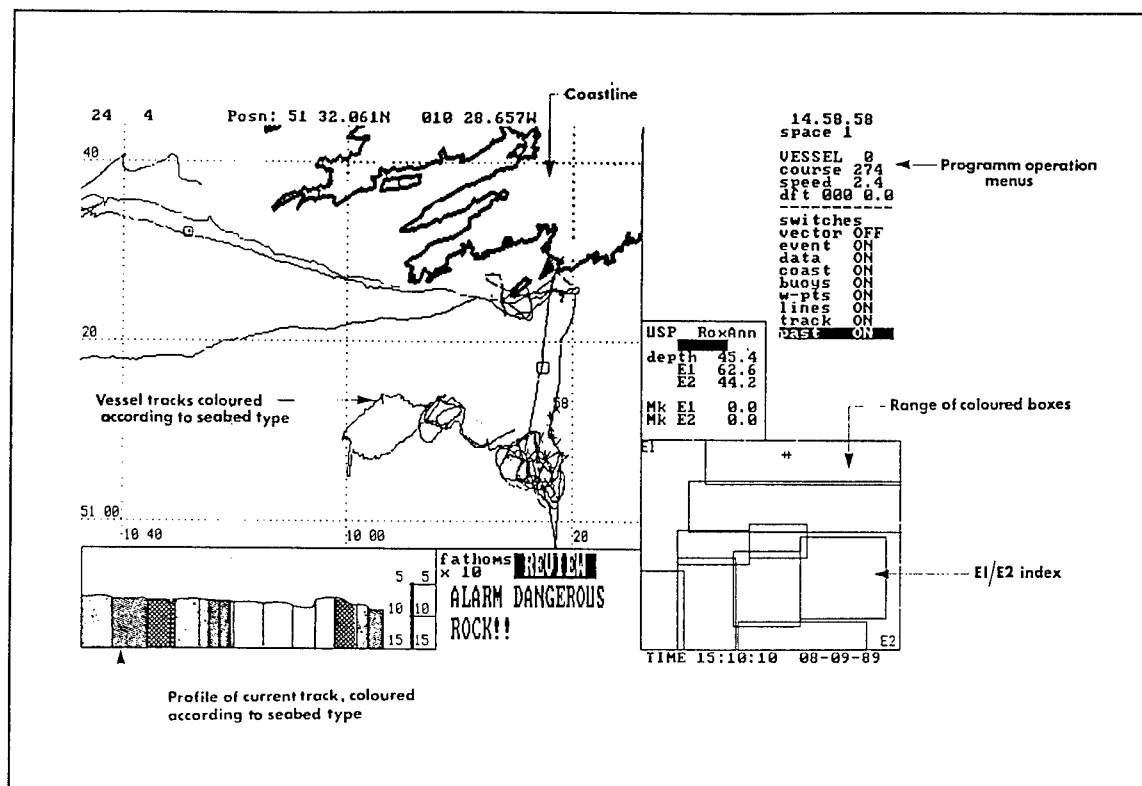 Coastline
24 4 Posn: 51 32.061N 010 28.657W
14.58.58
space 1
VESSEL 0
course 274
speed 2.4
dft 000 0.0
Programm operation
menus
switches
vector OFF
event ON
data ON
coast ON
buoys ON
w-pts ON
lines ON
track ON
past ON
40
20
51 00
-10 40
10 00
20
58
Vessel tracks coloured
according to seabed type
USP RoxAnn
depth 45.4
E1 62.6
E2 44.2
Mk E1 0.0
Mk E2 0.0
Range of coloured boxes
E1
E1/E2 index
E2
TIME 15:10:10 08-09-89
fathoms
x 10
REVIEW
5 5
10 10
15 15
ALARM DANGEROUS
ROCK!!
Profile of current track, coloured
according to seabed type